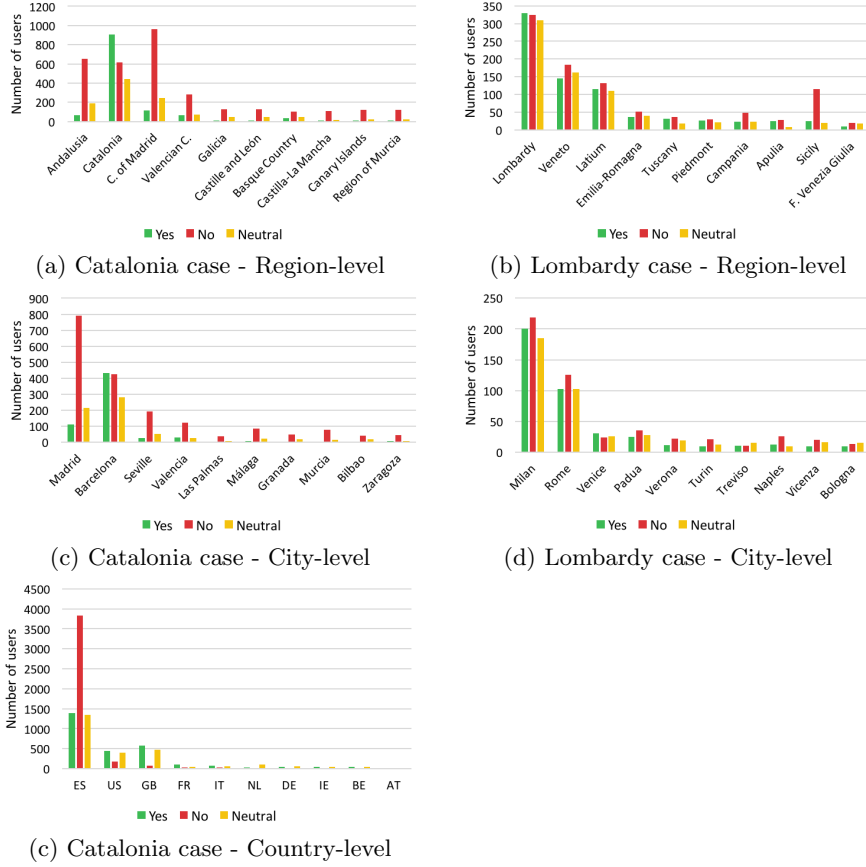 1200
1000
800
600
400
200
0
Number of users
Andalusia
Catalonia
C. of Madrid
Valencian C.
Galicia
Castille and León
Basque Country
Castilla-La Mancha
Canary Islands
Region of Murcia
Yes No Neutral
(a) Catalonia case - Region-level
350
300
250
200
150
100
50
0
Number of users
Lombardy
Veneto
Latium
Emilia-Romagna
Tuscany
Piedmont
Campania
Apulia
Sicily
F. Venezia Giulia
Yes No Neutral
(b) Lombardy case - Region-level
900
800
700
600
500
400
300
200
100
0
Number of users
Madrid
Barcelona
Seville
Valencia
Las Palmas
Málaga
Granada
Murcia
Bilbao
Zaragoza
Yes No Neutral
(c) Catalonia case - City-level
250
200
150
100
50
0
Number of users
Milan
Rome
Venice
Padua
Verona
Turin
Treviso
Naples
Vicenza
Bologna
Yes No Neutral
(d) Lombardy case - City-level
4500
4000
3500
3000
2500
2000
1500
1000
500
0
Number of users
ES US GB FR IT NL DE IE BE AT
Yes No Neutral
(c) Catalonia case - Country-level